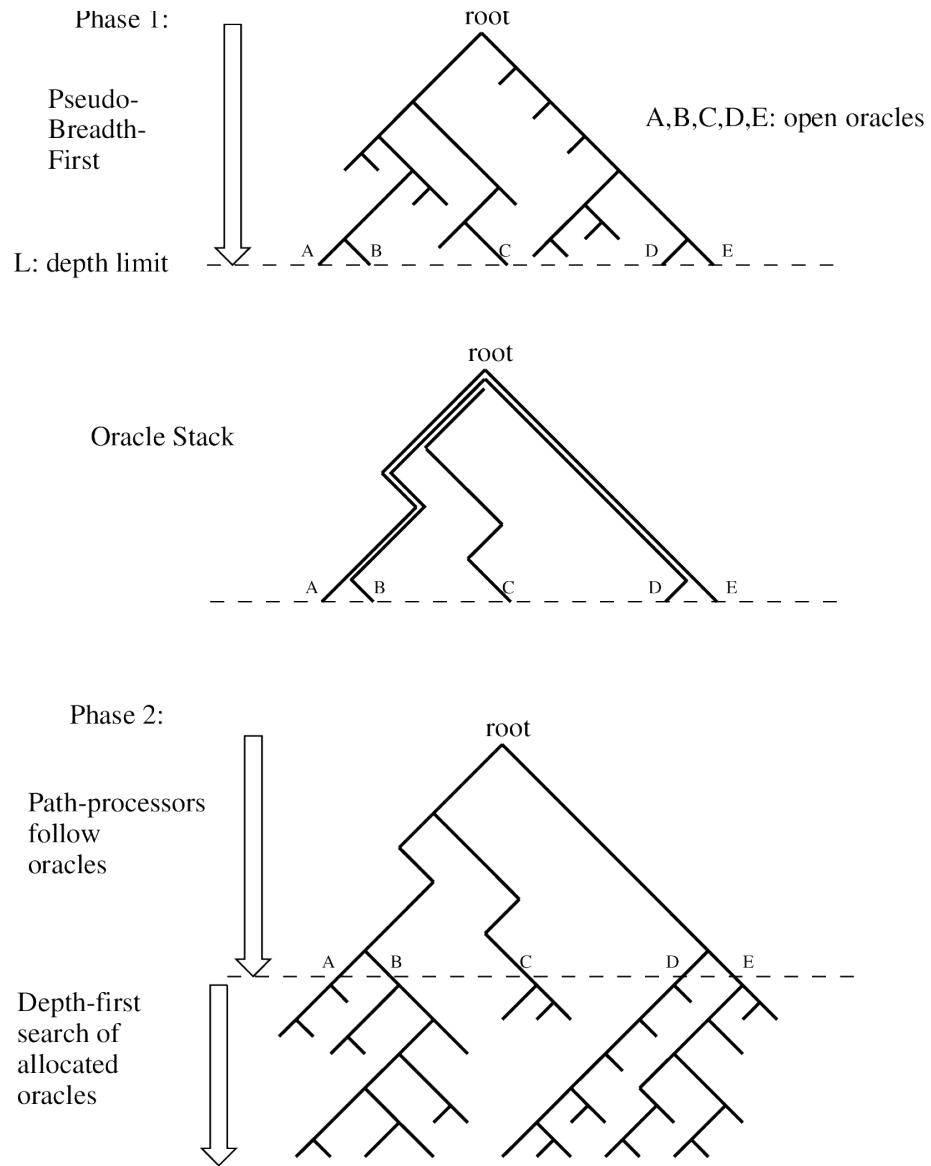 Phase 1:
root
Pseudo-
Breadth-
First
A,B,C,D,E: open oracles
A B C D E
L: depth limit
root
Oracle Stack
A B C D E
Phase 2:
root
Path-processors
follow
oracles
A B C D E
Depth-first
search of
allocated
oracles